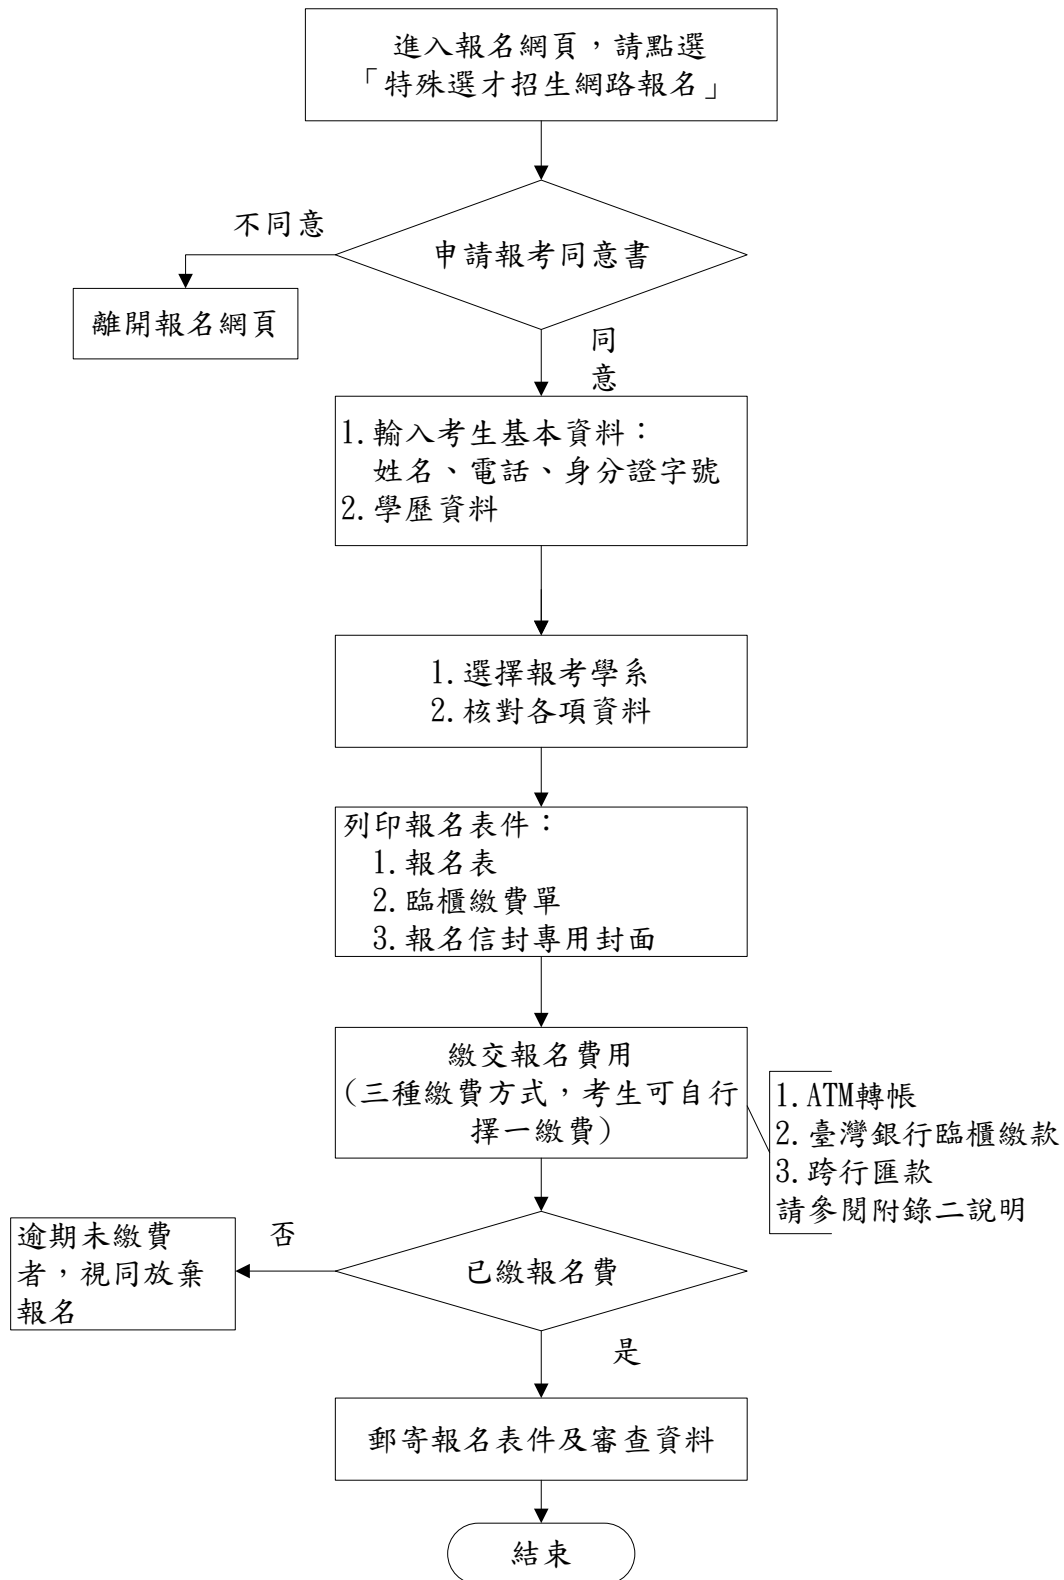 進入報名網頁，請點選
「特殊選才招生網路報名」
不同意
申請報考同意書
離開報名網頁
同
意
1.輸入考生基本資料：
姓名、電話、身分證字號
2.學歷資料
1.選擇報考學系
2.核對各項資料
列印報名表件：
1.報名表
2.臨櫃繳費單
3.報名信封專用封面
繳交報名費用
(三種繳費方式，考生可自行
擇一繳費)
1.ATM轉帳
2.臺灣銀行臨櫃繳款
3.跨行匯款
請參閱附錄二說明
逾期未繳費
者，視同放棄
報名
否
已繳報名費
是
郵寄報名表件及審查資料
結束